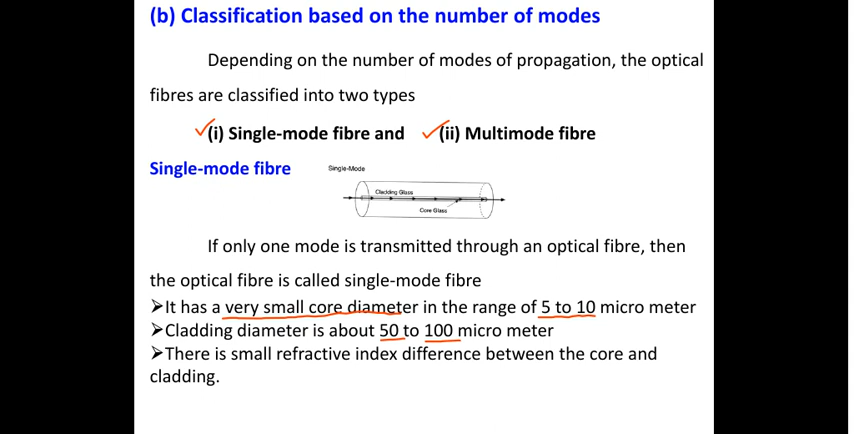 (b) Classification based on the number of modes
Depending on the number of modes of propagation, the optical
fibres are classified into two types
(i) Single-mode fibre and (ii) Multimode fibre
Single-mode fibre
Single-Mode
Cladding Glass
Core Glass
If only one mode is transmitted through an optical fibre, then
the optical fibre is called single-mode fibre
➢It has a very small core diameter in the range of 5 to 10 micro meter
➢Cladding diameter is about 50 to 100 micro meter
➢There is small refractive index difference between the core and
cladding.